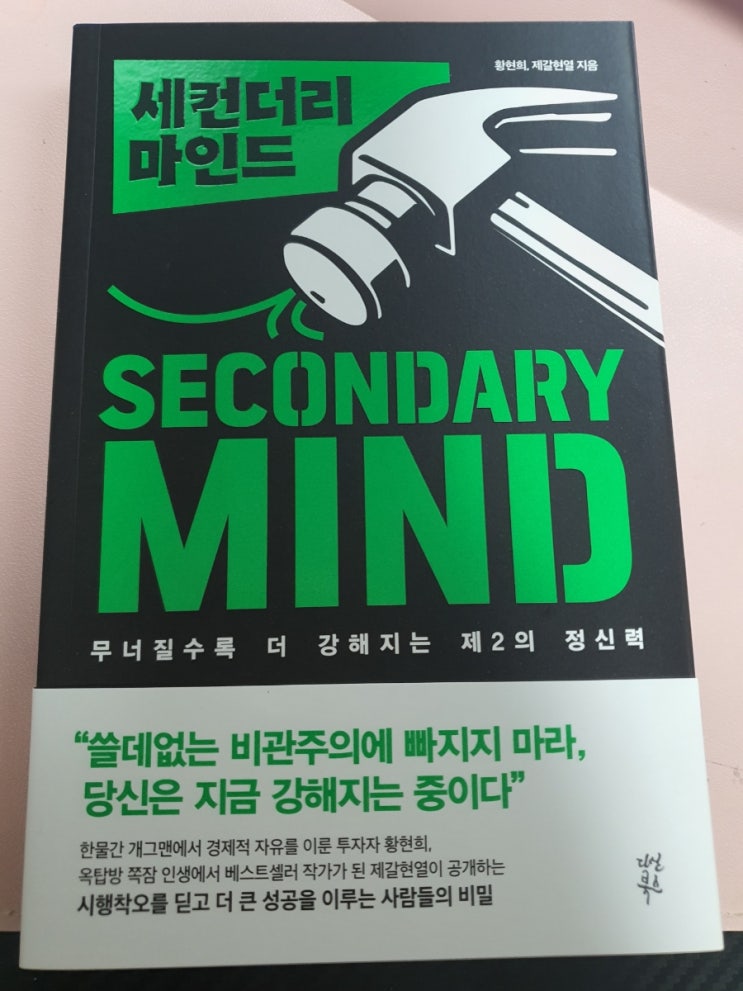 황현희, 제갈현열 지음
세컨더리
마인드
SECONDARY
MIND
무너질수록 더 강해지는 제2의 정신력
“쓸데없는 비관주의에 빠지지 마라,
당신은 지금 강해지는 중이다”
한물간 개그맨에서 경제적 자유를 이룬 투자자 황현희,
옥탑방 쪽잠 인생에서 베스트셀러 작가가 된 제갈현열이 공개하는
시행착오를 딛고 더 큰 성공을 이루는 사람들의 비밀
다산
북스